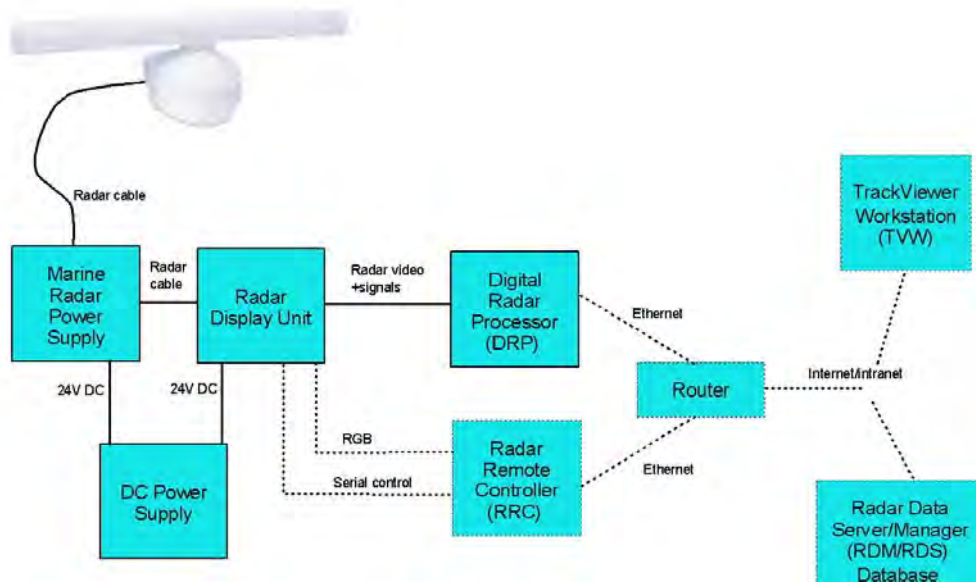 Radar cable
TrackViewer
Workstation
(TVW)
Marine
Radar
Power
Supply
Radar
cable
Radar
Display Unit
Radar video
+signals
Digital
Radar
Processor
(DRP)
Ethernet
Internet/intranet
Router
24V DC
24V DC
RGB
Serial control
Radar
Remote
Controller
(RRC)
Ethernet
DC Power
Supply
Radar Data
Server/Manager
(RDM/RDS)
Database